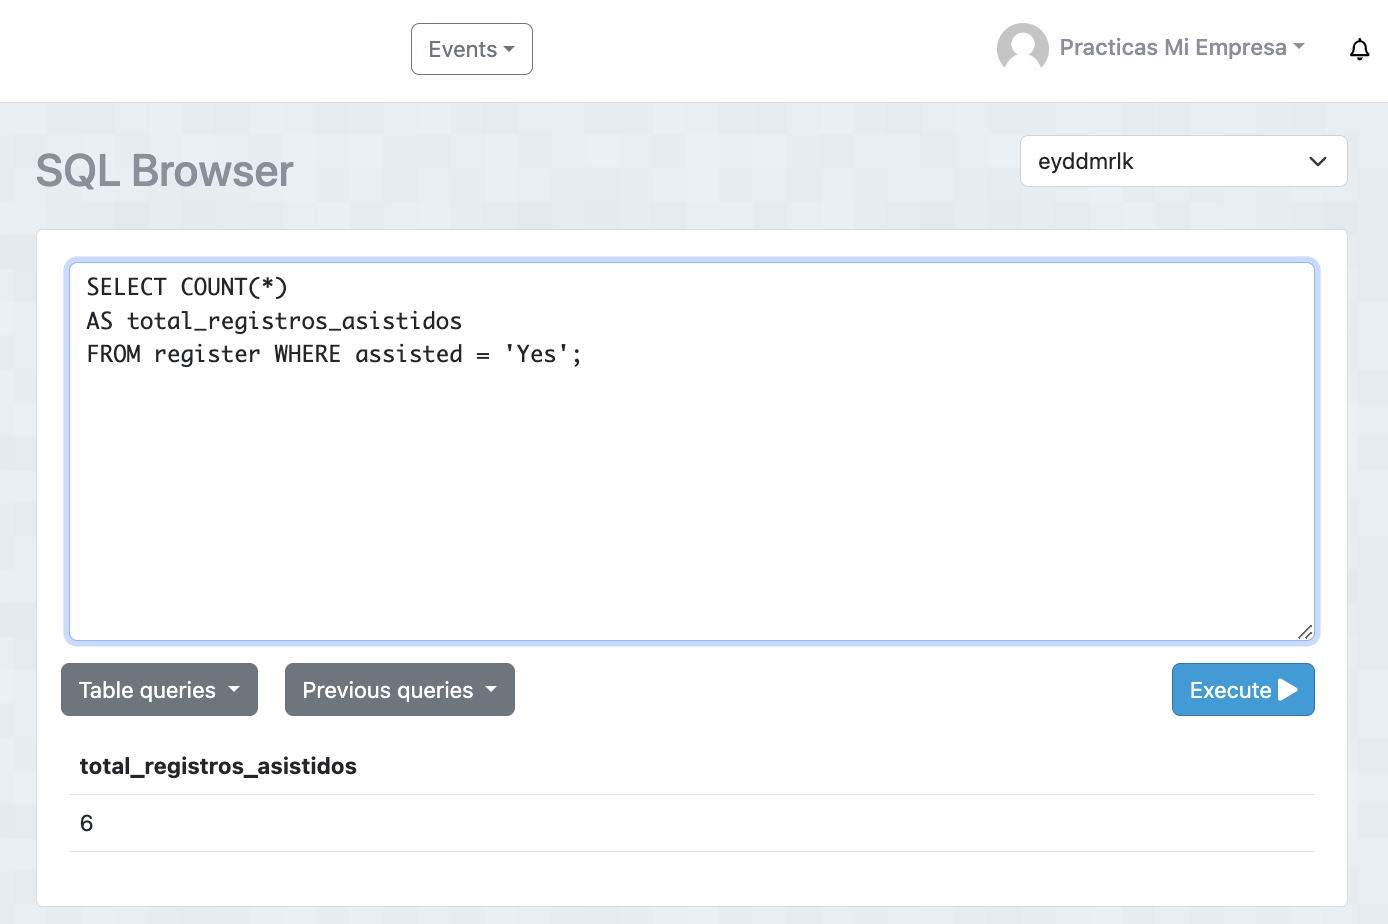 Events
Practicas Mi Empresa
SQL Browser
eyddmrlk
SELECT COUNT(*)
AS total_registros_asistidos
FROM register WHERE assisted = 'Yes';
Table queries
Previous queries
Execute
total_registros_asistidos
6